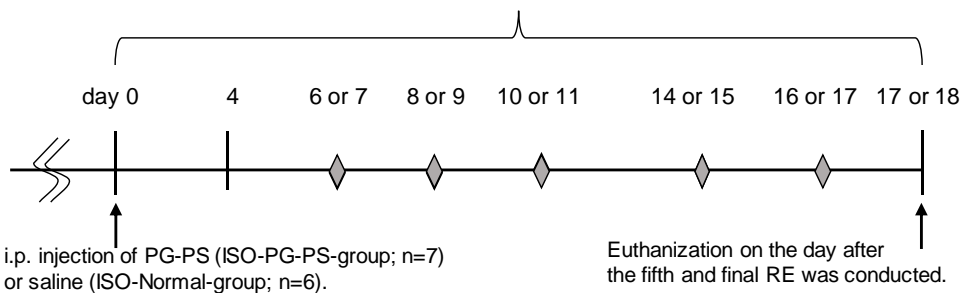 day 0 4 6 or 7 8 or 9 10 or 11 14 or 15 16 or 17 17 or 18
i.p. injection of PG-PS (ISO-PG-PS-group; n=7)
or saline (ISO-Normal-group; n=6).
Euthanization on the day after
the fifth and final RE was conducted.